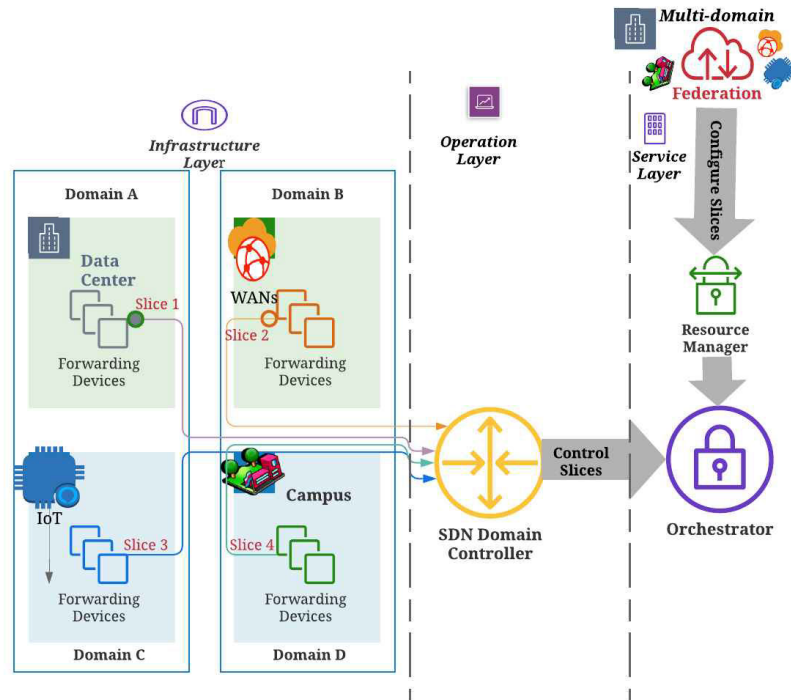 Multi-domain
Federation
Configure Slices
Service
Layer
Operation
Layer
Infrastructure
Layer
Domain A
Domain B
Data
Center
WANs
Slice 1
Slice 2
Forwarding
Devices
Forwarding
Devices
Resource
Manager
Control
Slices
SDN Domain
Controller
Orchestrator
IoT
Campus
Slice 3
Slice 4
Forwarding
Devices
Forwarding
Devices
Domain C
Domain D